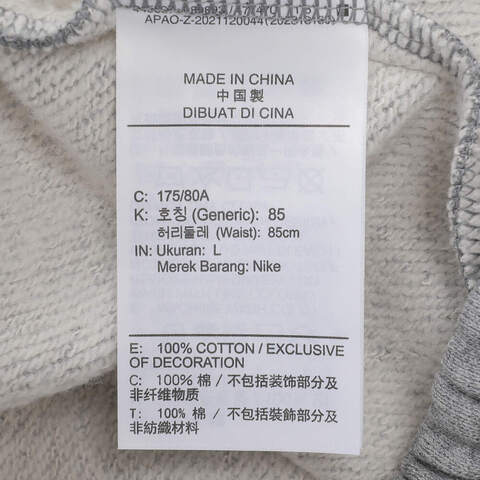 APAO-Z-2021120044(202318130)
MADE IN CHINA
中国製
DIBUAT DI CINA
C: 175/80A
K: 호칭 (Generic): 85
허리둘레 (Waist): 85cm
IN: Ukuran: L
Merek Barang: Nike
E: 100% COTTON / EXCLUSIVE
OF DECORATION
C: 100% 棉 / 不包括装饰部分及
非纤维物质
T: 100% 棉 / 不包括裝飾部分及
非紡織材料